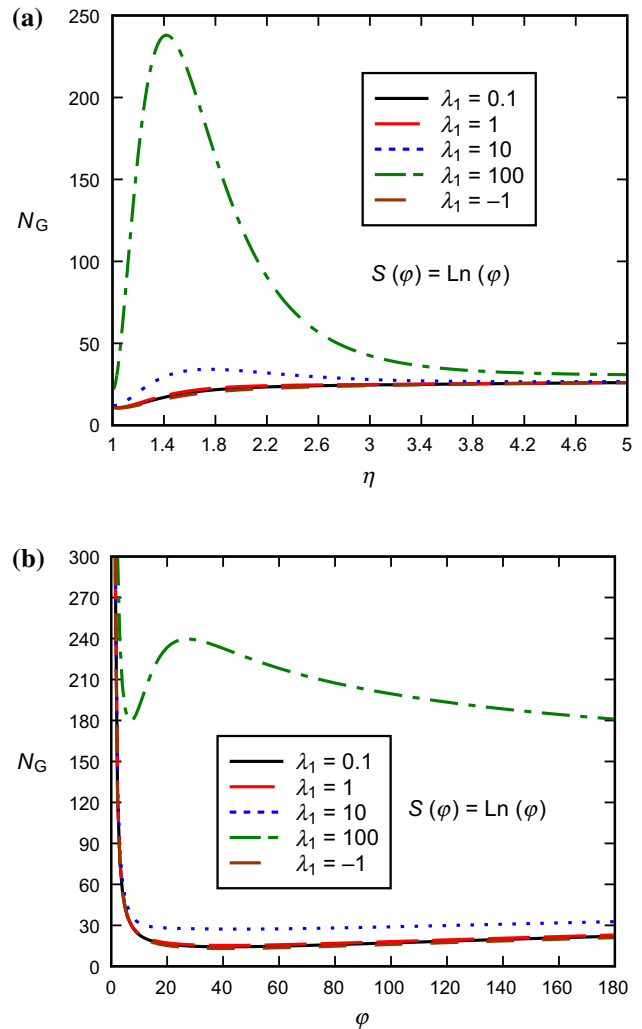 (a)
250
200
150
100
50
0
N_G
λ₁ = 0.1
λ₁ = 1
λ₁ = 10
λ₁ = 100
λ₁ = –1
S (φ) = Ln (φ)
1 1.4 1.8 2.2 2.6 3 3.4 3.8 4.2 4.6 5
η
(b)
300
270
240
210
180
150
120
90
60
30
0
N_G
λ₁ = 0.1
λ₁ = 1
λ₁ = 10
λ₁ = 100
λ₁ = –1
S (φ) = Ln (φ)
0 20 40 60 80 100 120 140 160 180
φ